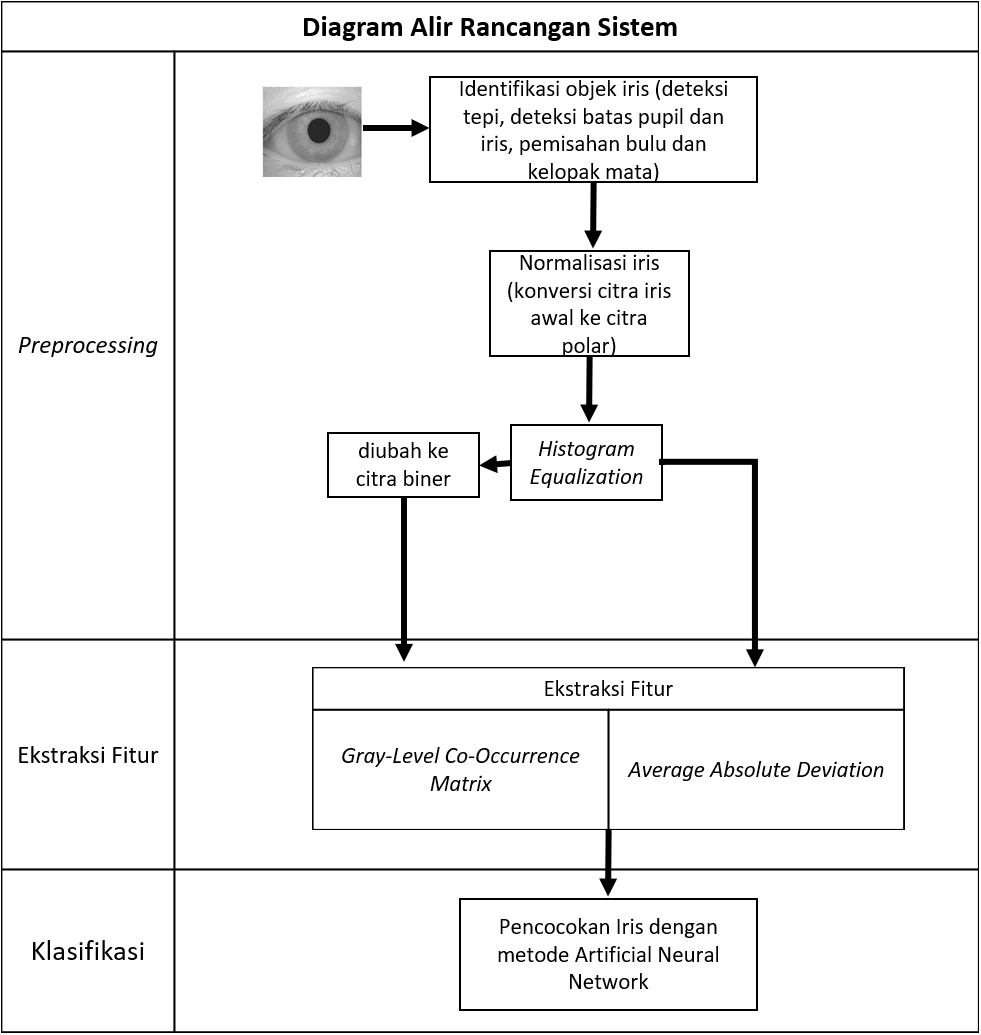 Diagram Alir Rancangan Sistem
Preprocessing
Identifikasi objek iris (deteksi
tepi, deteksi batas pupil dan
iris, pemisahan bulu dan
kelopak mata)
Normalisasi iris
(konversi citra iris
awal ke citra
polar)
Histogram
Equalization
diubah ke
citra biner
Ekstraksi Fitur
Ekstraksi Fitur
Gray-Level Co-Occurrence
Matrix
Average Absolute Deviation
Klasifikasi
Pencocokan Iris dengan
metode Artificial Neural
Network